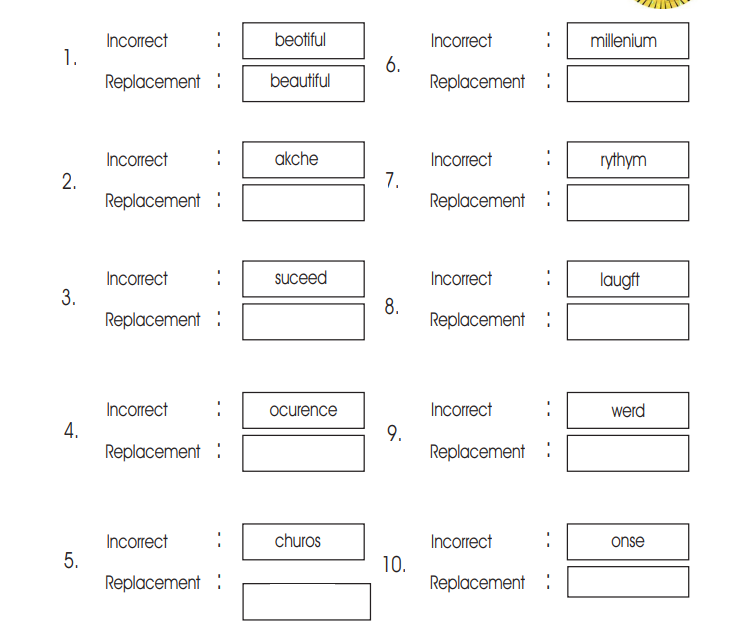 1.
Incorrect : beotiful
Replacement : beautiful
2.
Incorrect : akche
Replacement :
3.
Incorrect : suceed
Replacement :
4.
Incorrect : ocurence
Replacement :
5.
Incorrect : churos
Replacement :
6.
Incorrect : millenium
Replacement :
7.
Incorrect : rythym
Replacement :
8.
Incorrect : laugft
Replacement :
9.
Incorrect : werd
Replacement :
10.
Incorrect : onse
Replacement :